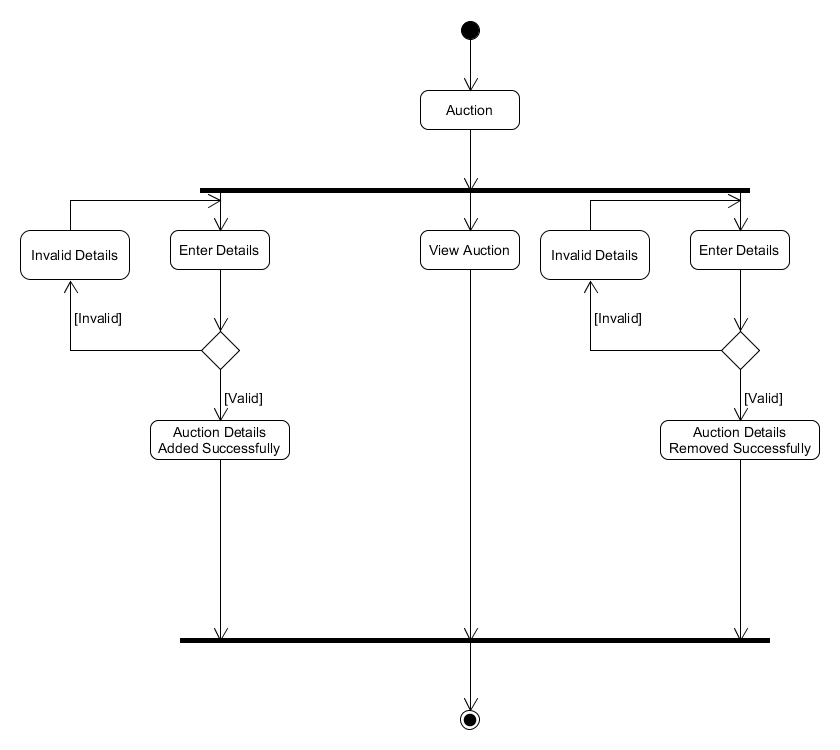 Auction
Invalid Details
Enter Details
View Auction
Invalid Details
Enter Details
[Invalid]
[Invalid]
[Valid]
[Valid]
Auction Details
Added Successfully
Auction Details
Removed Successfully